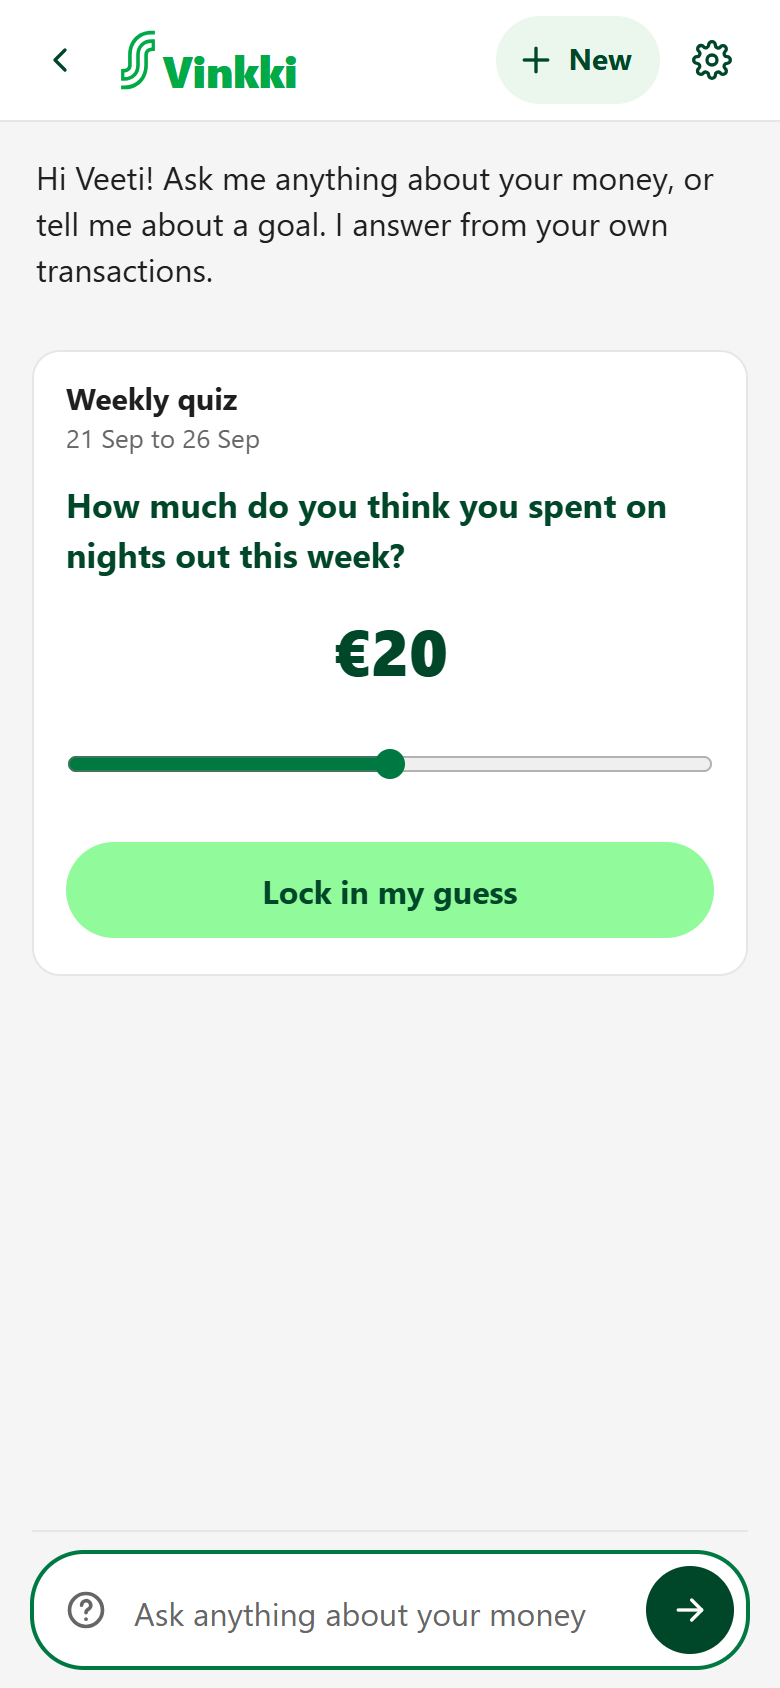 Vinkki
New
Hi Veeti! Ask me anything about your money, or
tell me about a goal. I answer from your own
transactions.
Weekly quiz
21 Sep to 26 Sep
How much do you think you spent on
nights out this week?
€20
Lock in my guess
Ask anything about your money